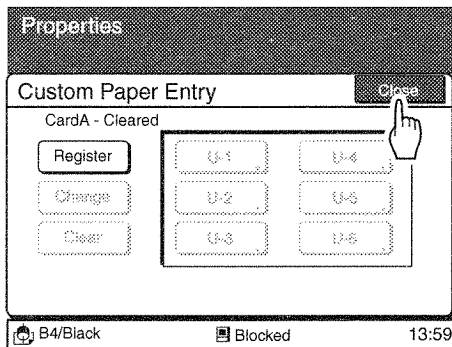 Properties
Custom Paper Entry Close
CardA - Cleared
Register U-1 U-4
Change U-2 U-5
Clear U-3 U-6
B4/Black Blocked 13:59